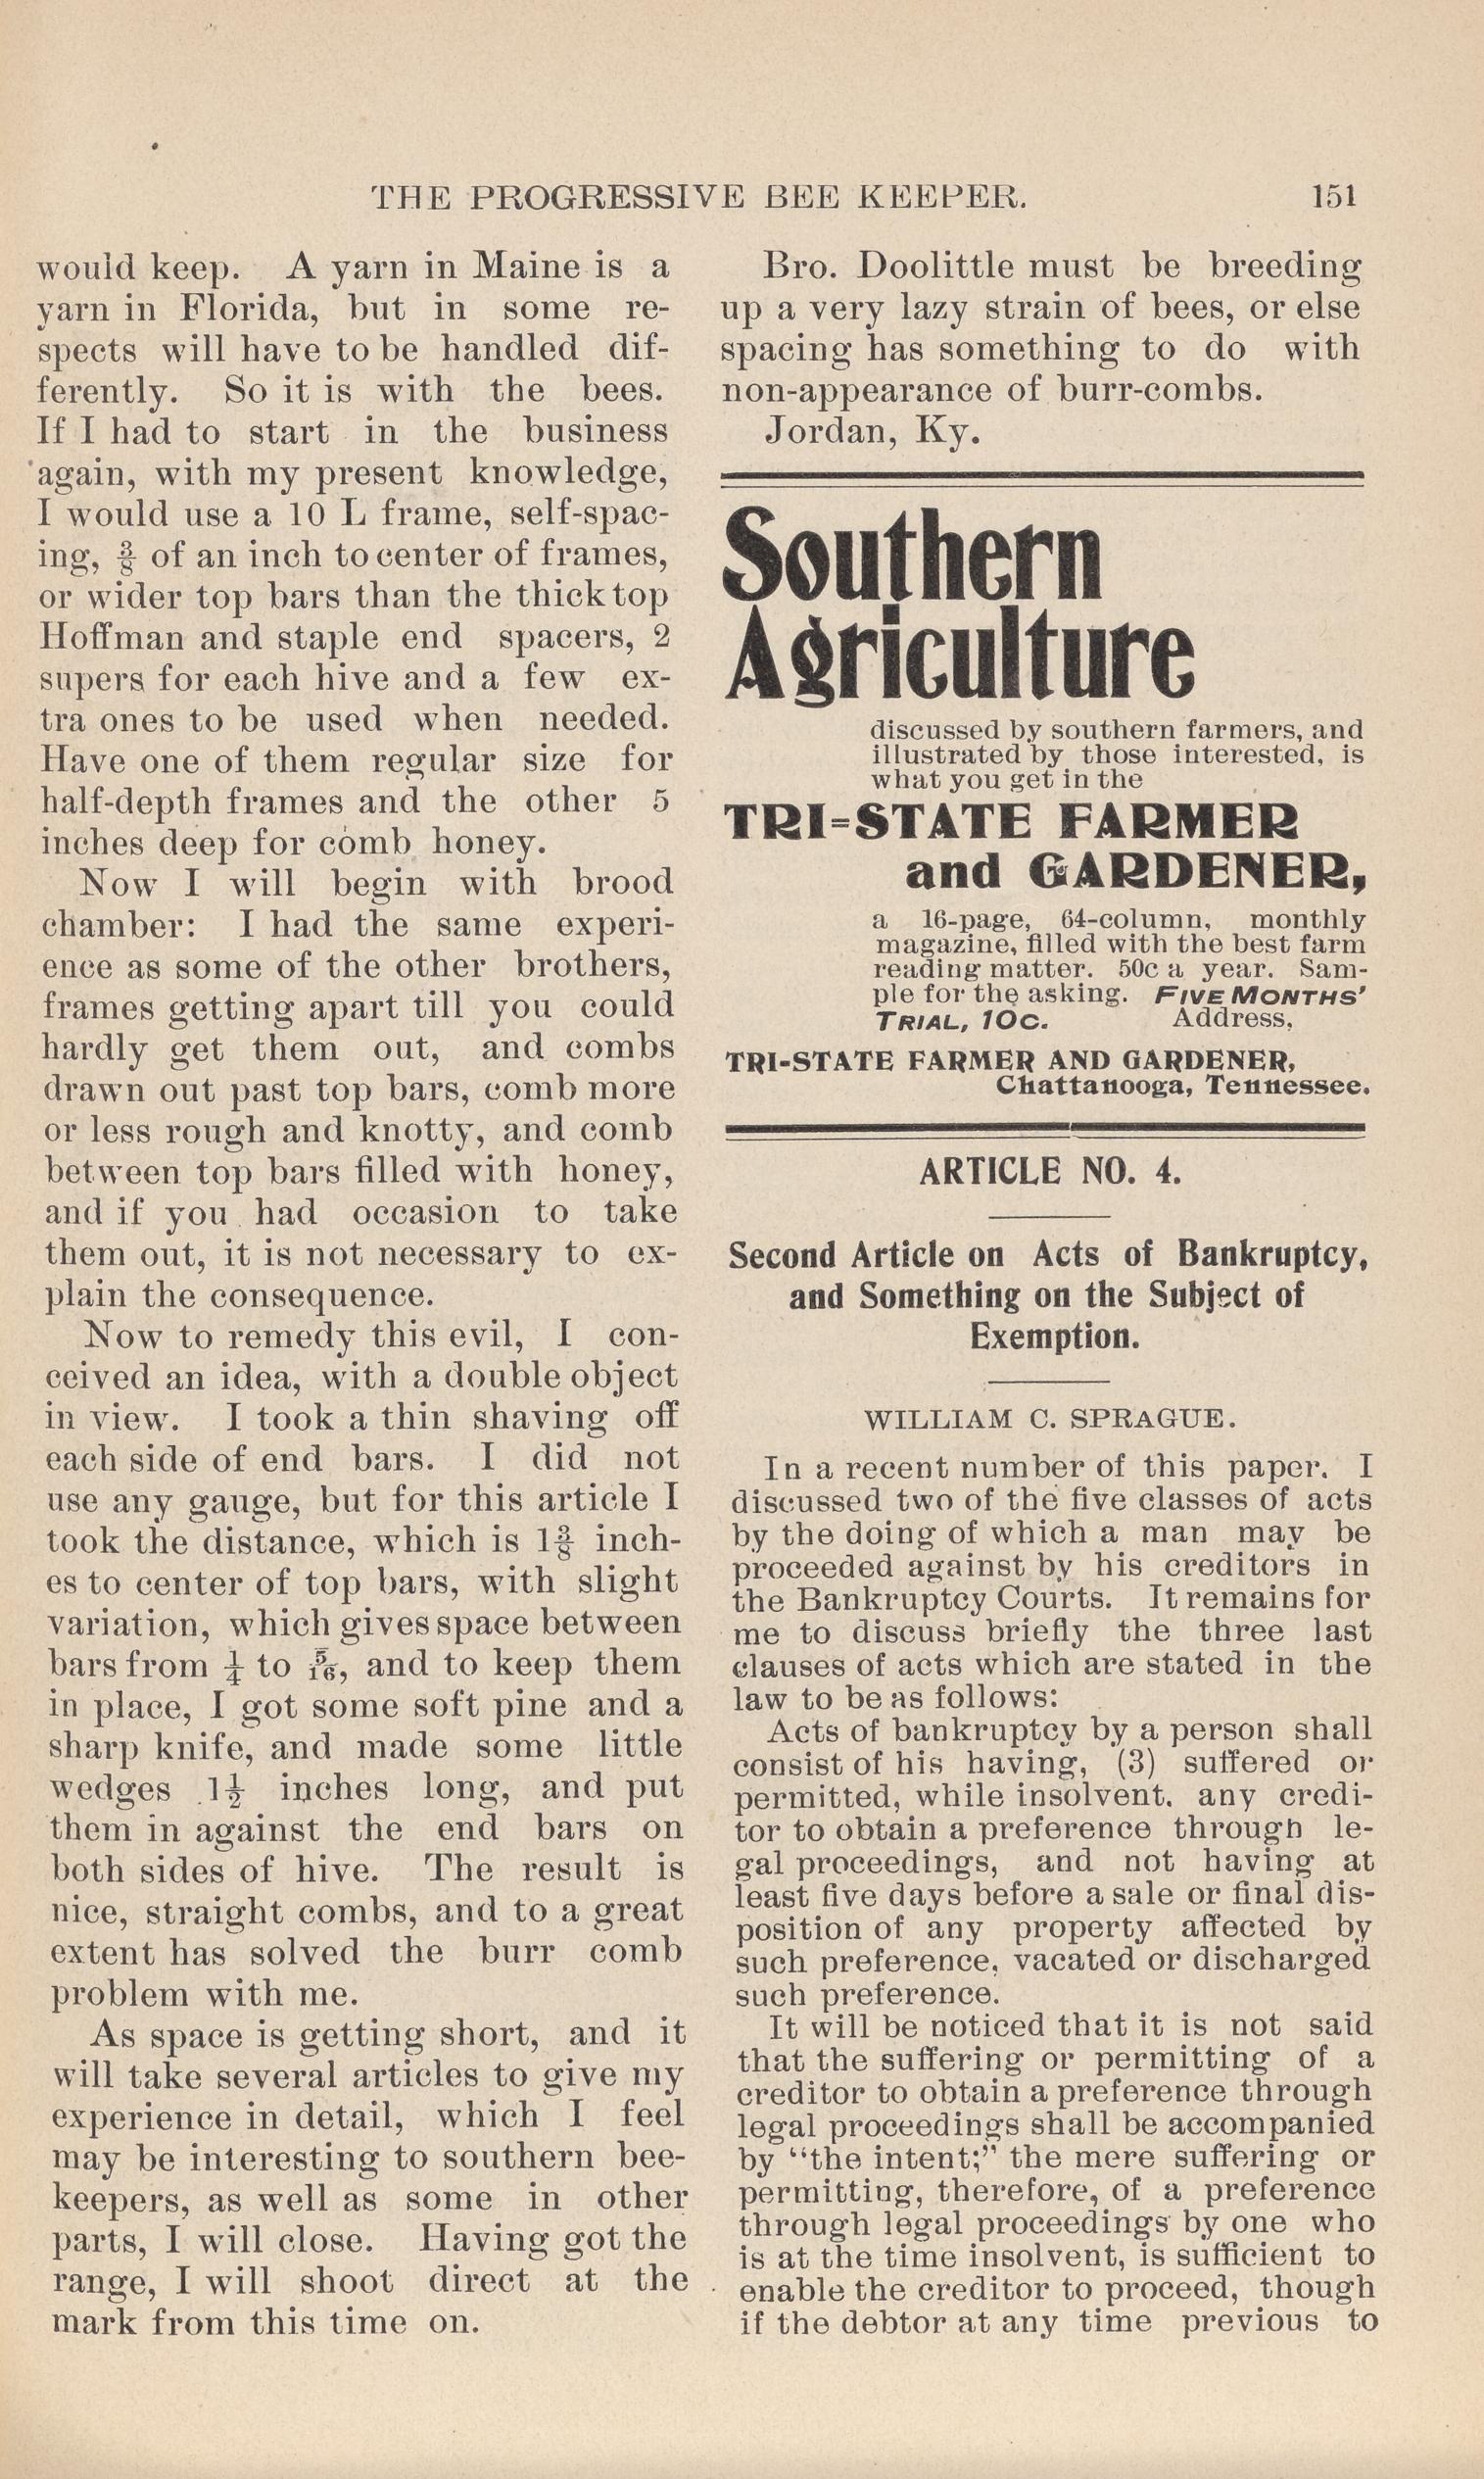 THE PROGRESSIVE BEE KEEPER. 151
would keep. A yarn in Maine is a
yarn in Florida, but in some re-
spects will have to be handled dif-
ferently. So it is with the bees.
If I had to start in the business
again, with my present knowledge,
I would use a 10 L frame, self-spac-
ing, ⅜ of an inch to center of frames,
or wider top bars than the thick top
Hoffman and staple end spacers, 2
supers for each hive and a few ex-
tra ones to be used when needed.
Have one of them regular size for
half-depth frames and the other 5
inches deep for comb honey.
Now I will begin with brood
chamber: I had the same experi-
ence as some of the other brothers,
frames getting apart till you could
hardly get them out, and combs
drawn out past top bars, comb more
or less rough and knotty, and comb
between top bars filled with honey,
and if you had occasion to take
them out, it is not necessary to ex-
plain the consequence.
Now to remedy this evil, I con-
ceived an idea, with a double object
in view. I took a thin shaving off
each side of end bars. I did not
use any gauge, but for this article I
took the distance, which is 1⅜ inch-
es to center of top bars, with slight
variation, which gives space between
bars from ¼ to 5/16, and to keep them
in place, I got some soft pine and a
sharp knife, and made some little
wedges 1½ inches long, and put
them in against the end bars on
both sides of hive. The result is
nice, straight combs, and to a great
extent has solved the burr comb
problem with me.
As space is getting short, and it
will take several articles to give my
experience in detail, which I feel
may be interesting to southern bee-
keepers, as well as some in other
parts, I will close. Having got the
range, I will shoot direct at the
mark from this time on.
Bro. Doolittle must be breeding
up a very lazy strain of bees, or else
spacing has something to do with
non-appearance of burr-combs.
Jordan, Ky.
Southern
Agriculture
discussed by southern farmers, and
illustrated by those interested, is
what you get in the
TRI=STATE FARMER
and GARDENER,
a 16-page, 64-column, monthly
magazine, filled with the best farm
reading matter. 50c a year. Sam-
ple for the asking. FIVE MONTHS'
TRIAL, 10c. Address,
TRI-STATE FARMER AND GARDENER,
Chattanooga, Tennessee.
ARTICLE NO. 4.
Second Article on Acts of Bankruptcy,
and Something on the Subject of
Exemption.
WILLIAM C. SPRAGUE.
In a recent number of this paper. I
discussed two of the five classes of acts
by the doing of which a man may be
proceeded against by his creditors in
the Bankruptcy Courts. It remains for
me to discuss briefly the three last
clauses of acts which are stated in the
law to be as follows:
Acts of bankruptcy by a person shall
consist of his having, (3) suffered or
permitted, while insolvent. any credi-
tor to obtain a preference through le-
gal proceedings, and not having at
least five days before a sale or final dis-
position of any property affected by
such preference, vacated or discharged
such preference.
It will be noticed that it is not said
that the suffering or permitting of a
creditor to obtain a preference through
legal proceedings shall be accompanied
by "the intent;" the mere suffering or
permitting, therefore, of a preference
through legal proceedings by one who
is at the time insolvent, is sufficient to
enable the creditor to proceed, though
if the debtor at any time previous to